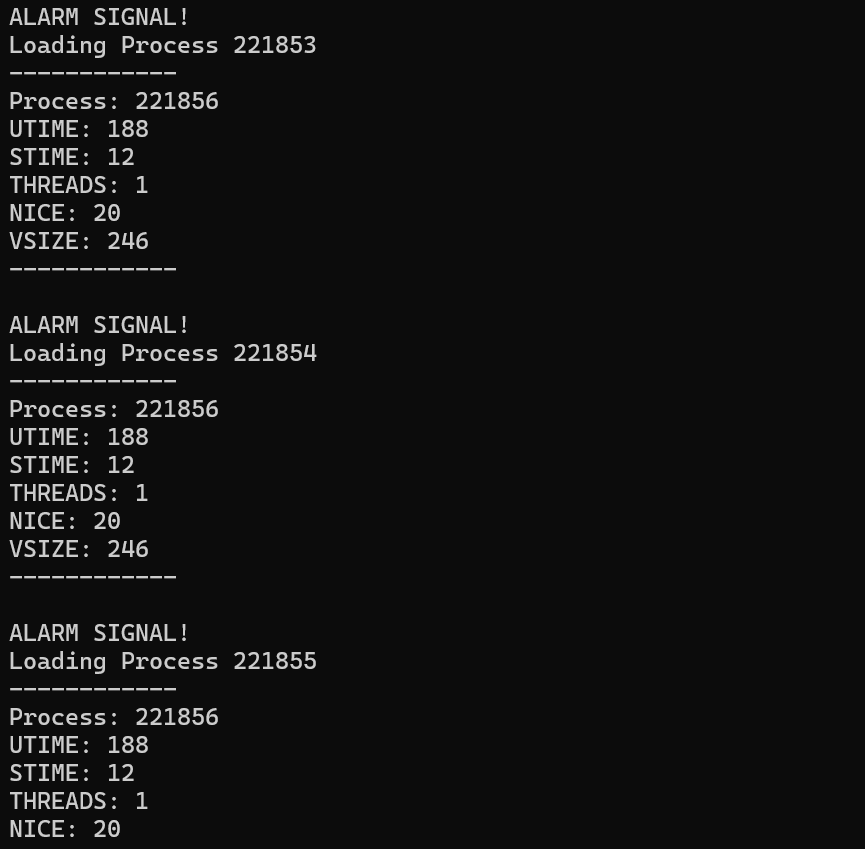 ALARM SIGNAL!
Loading Process 221853
------------
Process: 221856
UTIME: 188
STIME: 12
THREADS: 1
NICE: 20
VSIZE: 246
------------
ALARM SIGNAL!
Loading Process 221854
------------
Process: 221856
UTIME: 188
STIME: 12
THREADS: 1
NICE: 20
VSIZE: 246
------------
ALARM SIGNAL!
Loading Process 221855
------------
Process: 221856
UTIME: 188
STIME: 12
THREADS: 1
NICE: 20